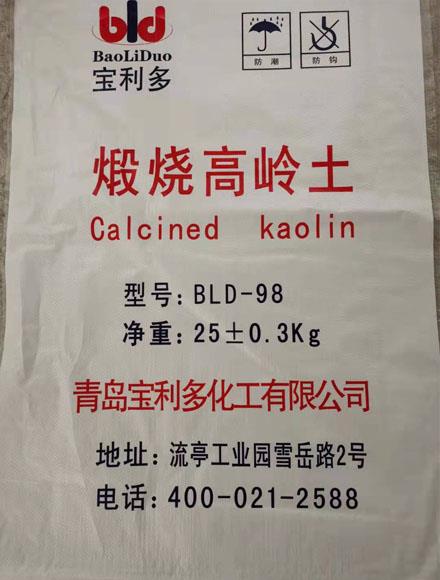 bld
BaoLiDuo
宝利多
防潮
防钩
煅烧高岭土
Calcined kaolin
型号: BLD-98
净重: 25±0.3Kg
青岛宝利多化工有限公司
地址: 流亭工业园雪岳路2号
电话: 400-021-2588